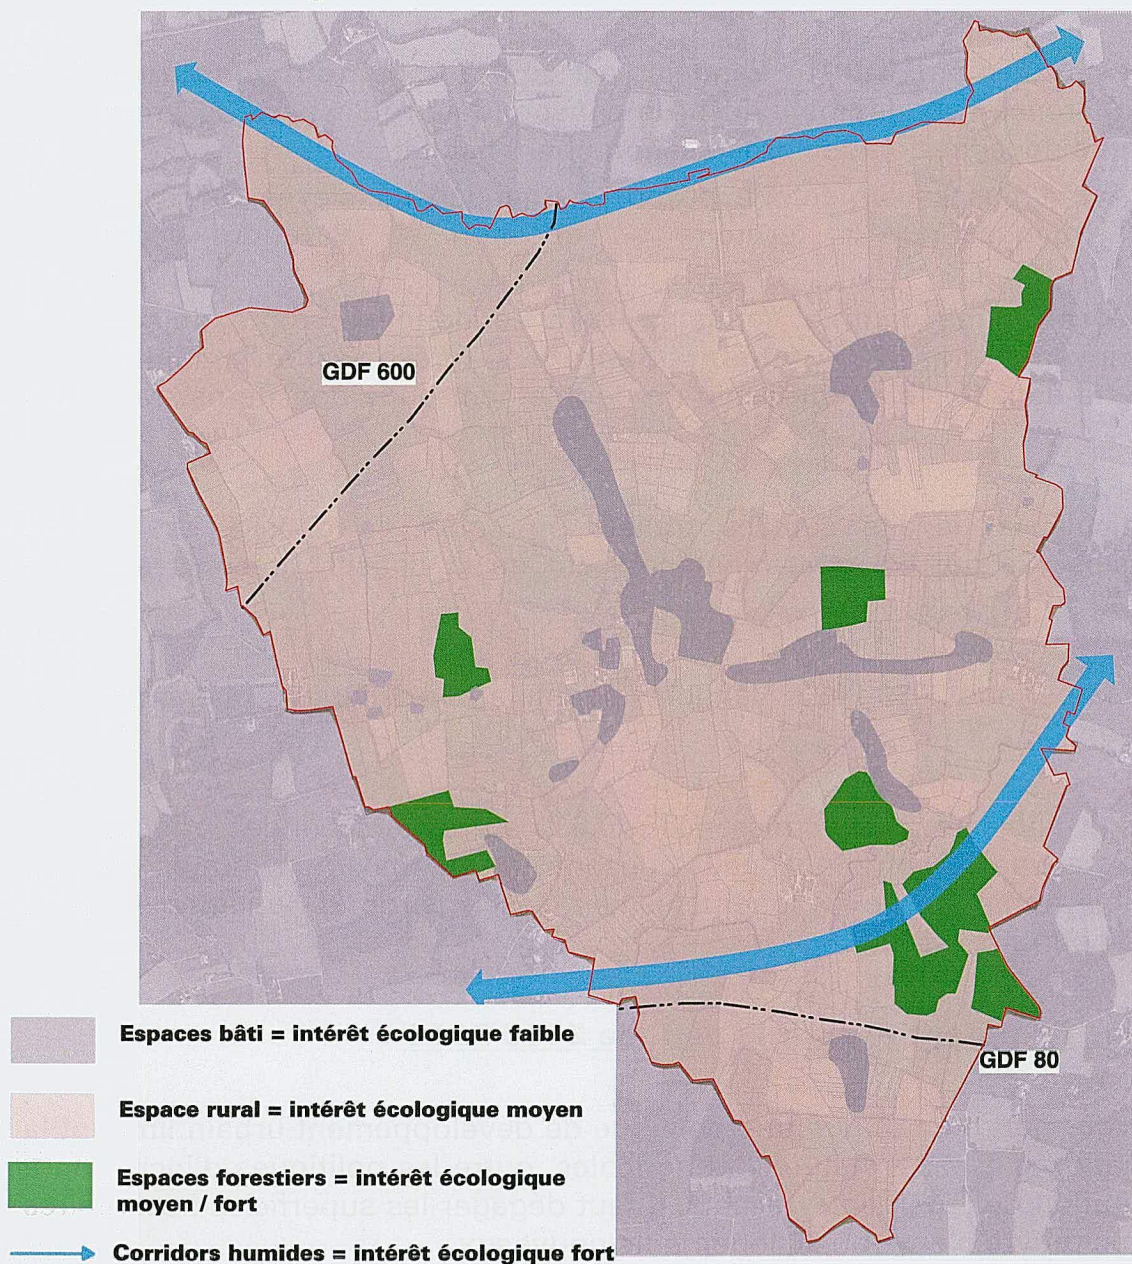 GDF 600
GDF 80
Espaces bâti = intérêt écologique faible
Espace rural = intérêt écologique moyen
Espaces forestiers = intérêt écologique
moyen / fort
Corridors humides = intérêt écologique fort